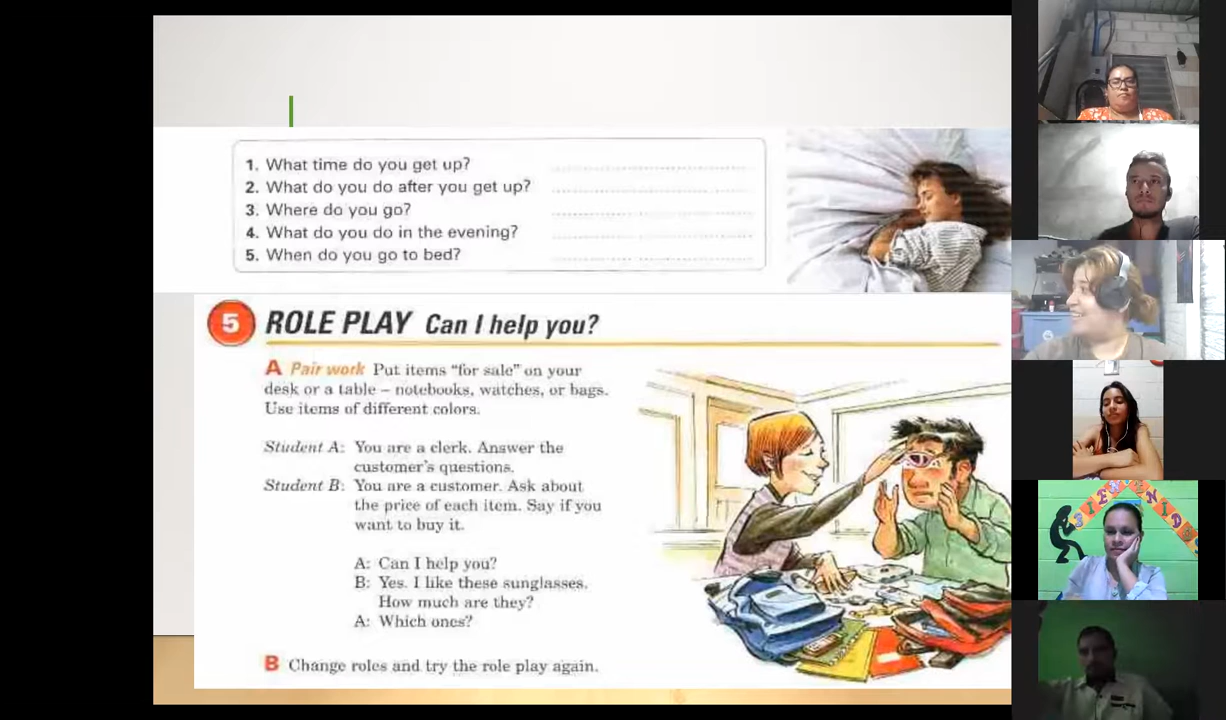 1. What time do you get up?
2. What do you do after you get up?
3. Where do you go?
4. What do you do in the evening?
5. When do you go to bed?
5 ROLE PLAY Can I help you?
A Pair work Put items "for sale" on your
desk or a table – notebooks, watches, or bags.
Use items of different colors.
Student A: You are a clerk. Answer the
customer's questions.
Student B: You are a customer. Ask about
the price of each item. Say if you
want to buy it.
A: Can I help you?
B: Yes. I like these sunglasses.
How much are they?
A: Which ones?
B Change roles and try the role play again.